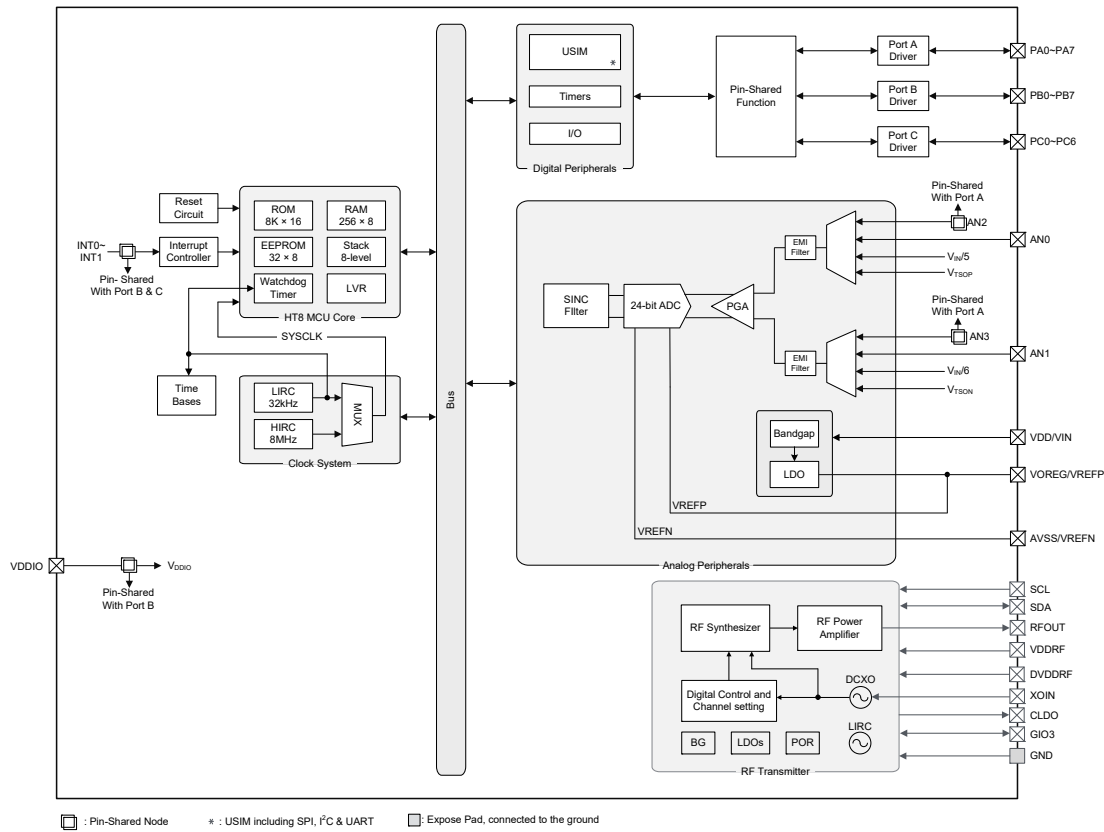 USIM
*
Timers
I/O
Digital Peripherals
Pin-Shared
Function
Port A
Driver
Port B
Driver
Port C
Driver
PA0~PA7
PB0~PB7
PC0~PC6
Reset
Circuit
INT0~
INT1
Pin- Shared
With Port B & C
Interrupt
Controller
ROM
8K × 16
RAM
256 × 8
EEPROM
32 × 8
Stack
8-level
Watchdog
Timer
LVR
HT8 MCU Core
SYSCLK
Time
Bases
LIRC
32kHz
HIRC
8MHz
MUX
Clock System
Bus
VDDIO
VDDIO
Pin-Shared
With Port B
SINC
FIlter
24-bit ADC
PGA
EMI
Filter
EMI
Filter
Pin-Shared
With Port A
AN2
AN0
VIN/5
VTSOP
Pin-Shared
With Port A
AN3
AN1
VIN/6
VTSON
Bandgap
LDO
VDD/VIN
VOREG/VREFP
VREFP
VREFN
AVSS/VREFN
Analog Peripherals
RF Synthesizer
RF Power
Amplifier
Digital Control and
Channel setting
DCXO
LIRC
BG
LDOs
POR
RF Transmitter
SCL
SDA
RFOUT
VDDRF
DVDDRF
XOIN
CLDO
GIO3
GND
: Pin-Shared Node
* : USIM including SPI, I²C & UART
: Expose Pad, connected to the ground